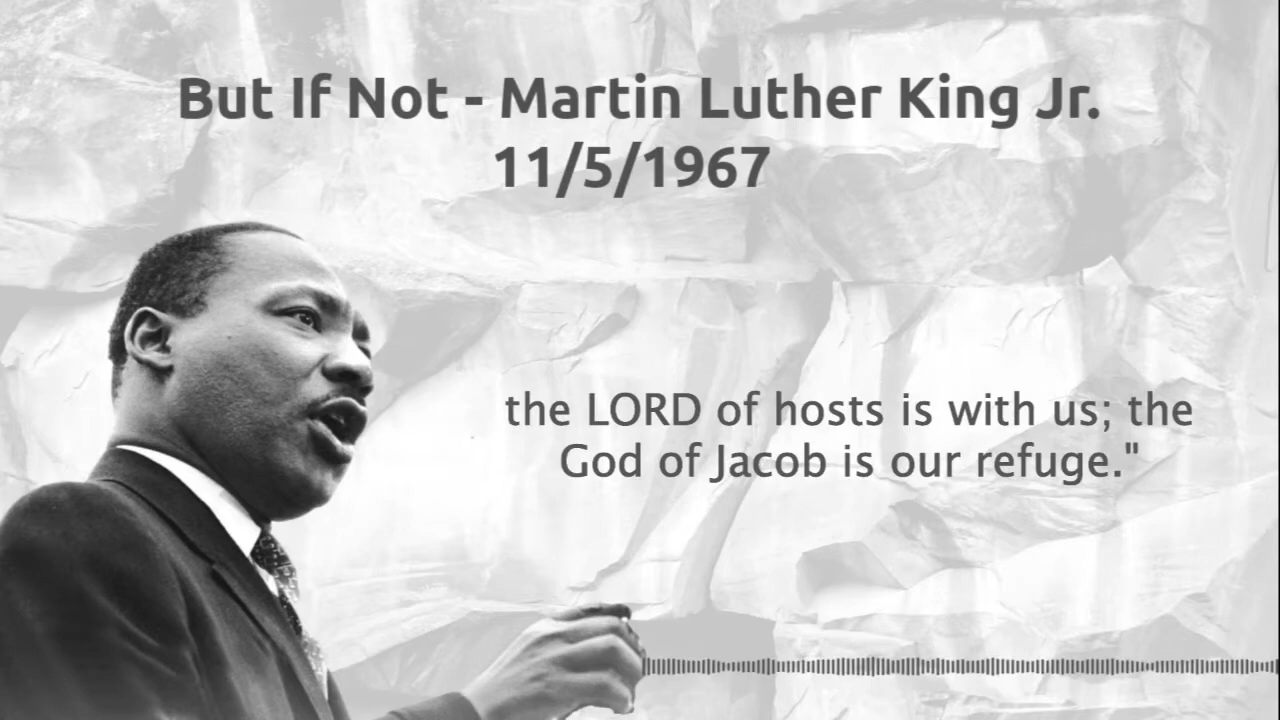 But If Not - Martin Luther King Jr.
11/5/1967
the LORD of hosts is with us; the
God of Jacob is our refuge."